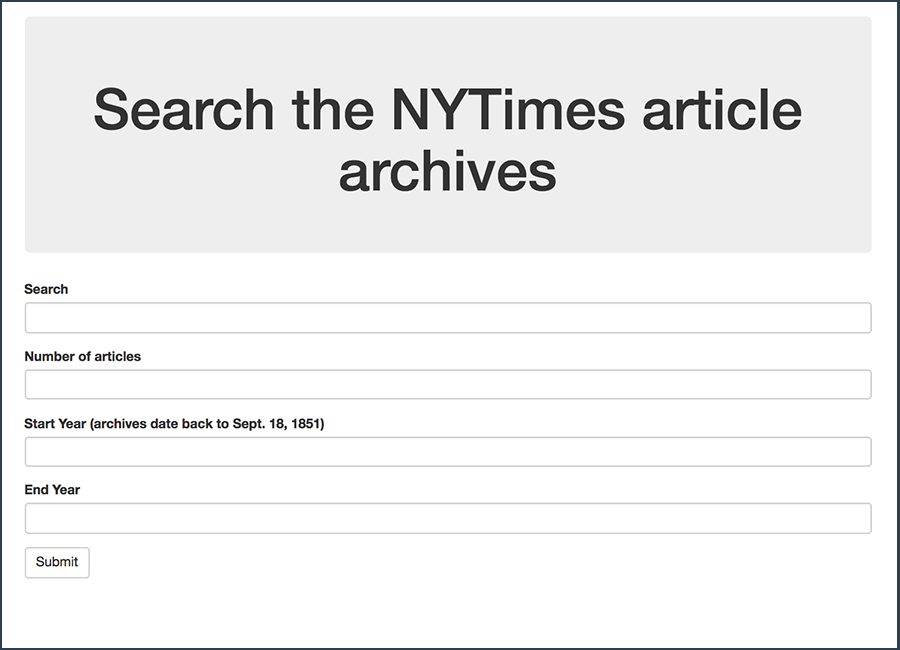 Search the NYTimes article
archives
Search
Number of articles
Start Year (archives date back to Sept. 18, 1851)
End Year
Submit